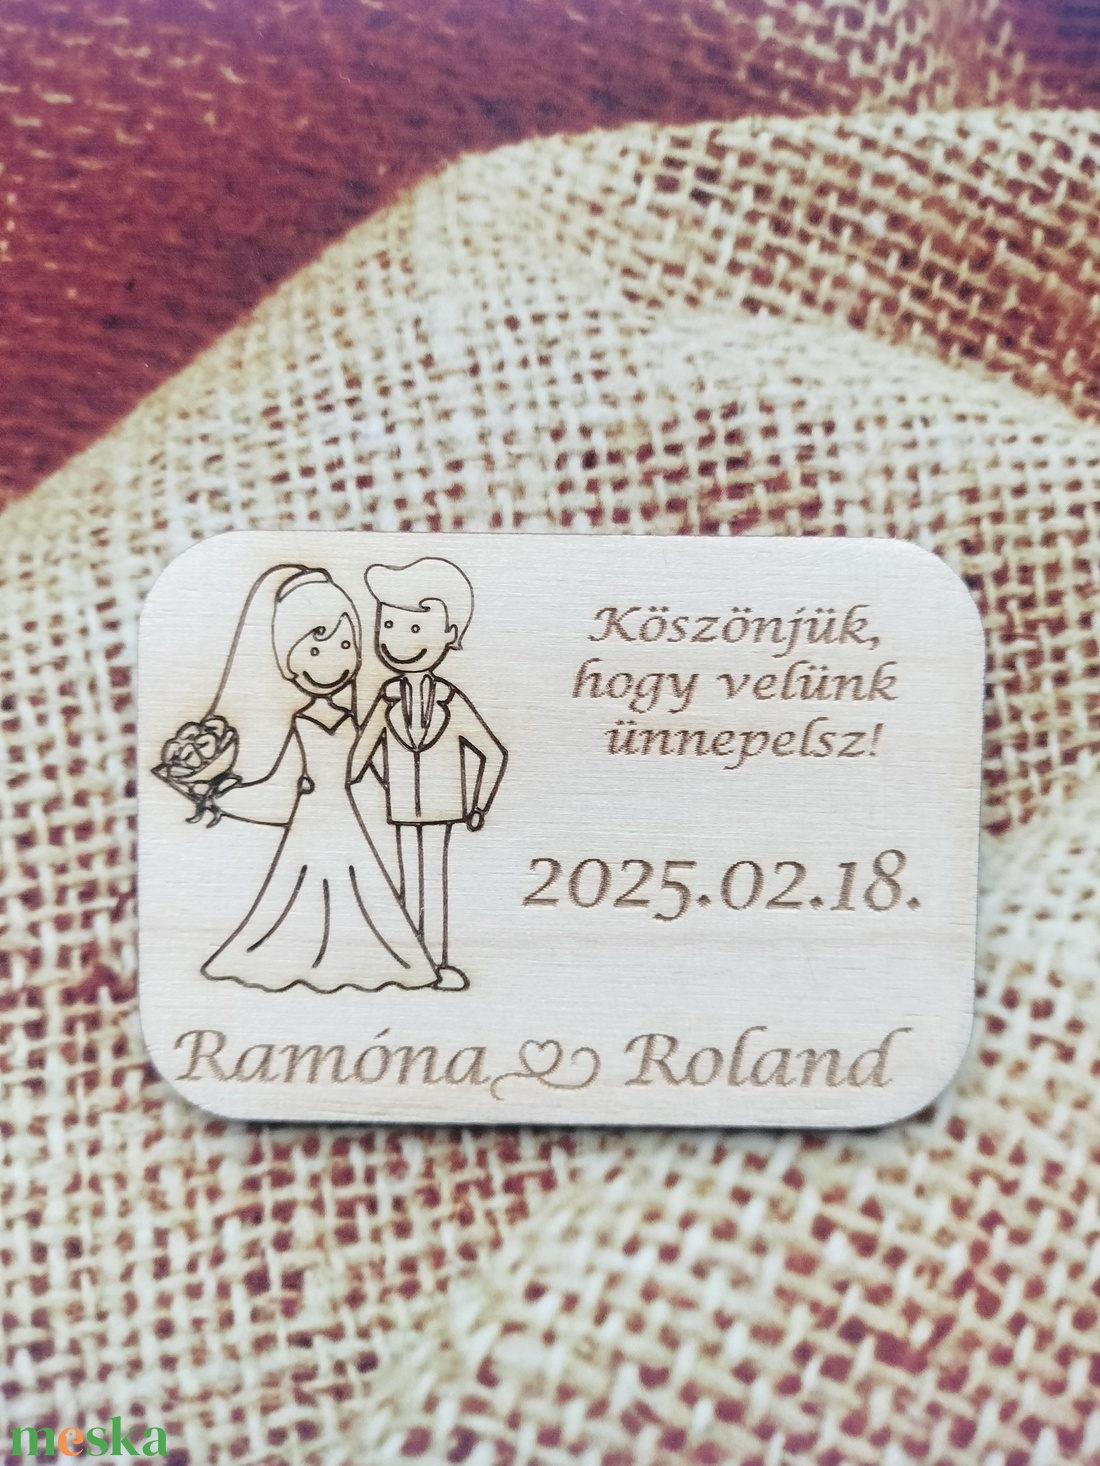 Köszönjük,
hogy velünk
ünnepelsz!
2025.02.18.
Ramóna Roland
meska